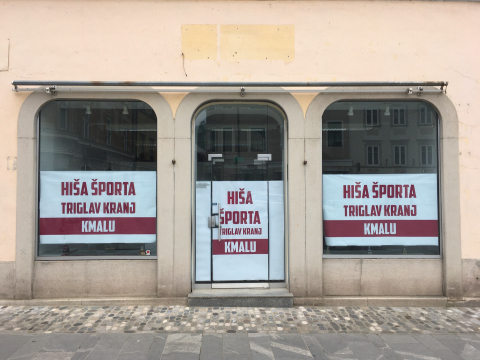 HIŠA ŠPORTA
TRIGLAV KRANJ
KMALU
HIŠA
ŠPORTA
TRIGLAV KRANJ
KMALU
HIŠA ŠPORTA
TRIGLAV KRANJ
KMALU